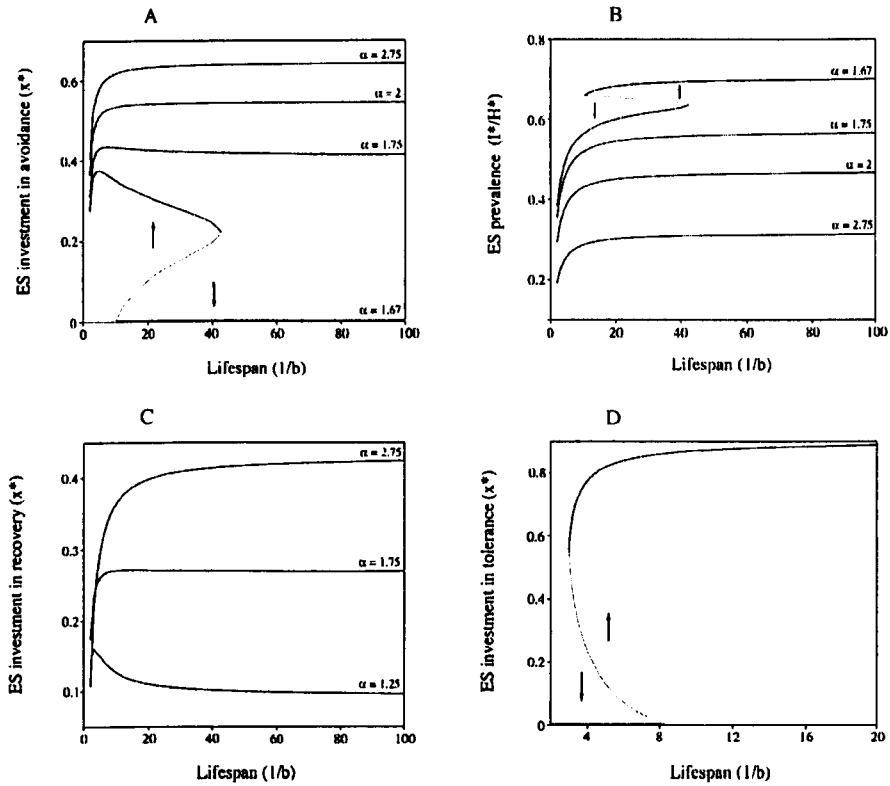 A
ES investment in avoidance (x*)
0.6
0.4
0.2
0
α = 2.75
α = 2
α = 1.75
α = 1.67
0 20 40 60 80 100
Lifespan (1/b)
B
ES prevalence (I*/H*)
0.8
0.6
0.4
0.2
α = 1.67
α = 1.75
α = 2
α = 2.75
0 20 40 60 80 100
Lifespan (1/b)
C
ES investment in recovery (x*)
0.4
0.3
0.2
0.1
α = 2.75
α = 1.75
α = 1.25
0 20 40 60 80 100
Lifespan (1/b)
D
ES investment in tolerance (x*)
0.8
0.6
0.4
0.2
0
4 8 12 16 20
Lifespan (1/b)